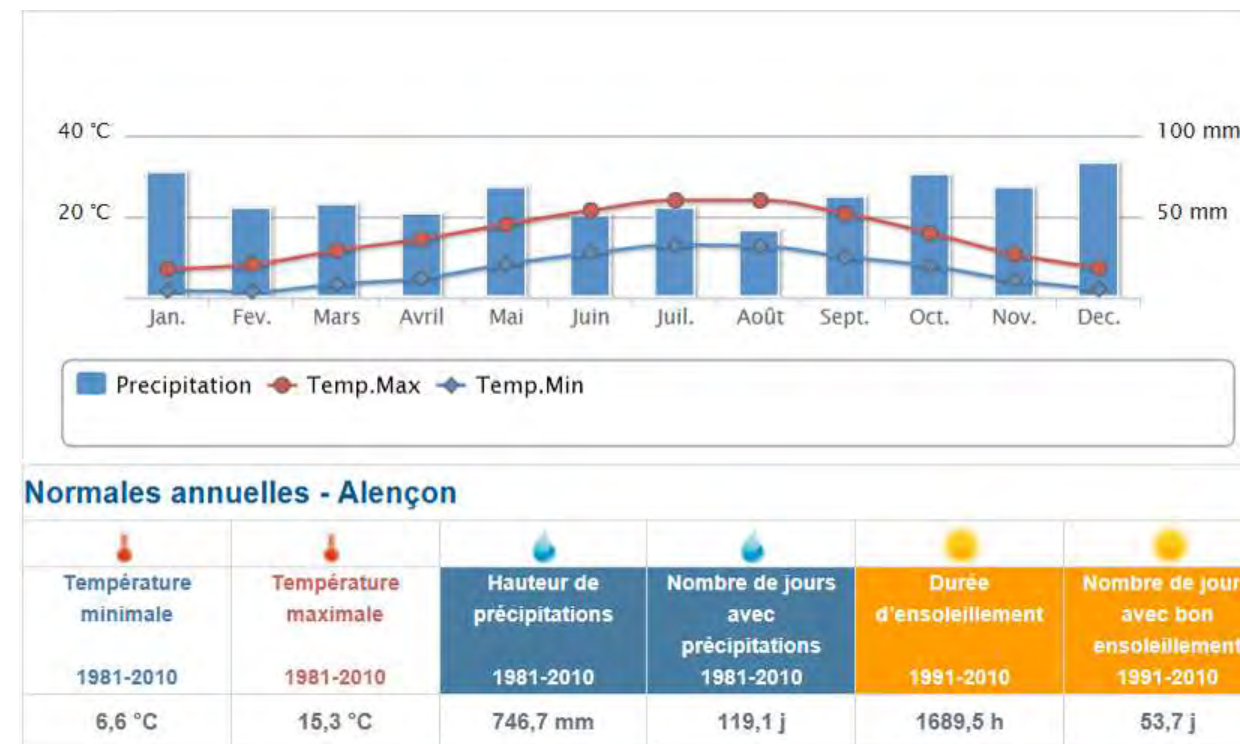 40 °C
100 mm
20 °C
50 mm
Jan. Fev. Mars Avril Mai Juin Juil. Août Sept. Oct. Nov. Dec.
Precipitation Temp.Max Temp.Min
Normales annuelles - Alençon
Température minimale
1981-2010
Température maximale
1981-2010
Hauteur de précipitations
1981-2010
Nombre de jours avec précipitations
1981-2010
Durée d'ensoleillement
1991-2010
Nombre de jour avec bon ensoleillement
1991-2010
6,6 °C 15,3 °C 746,7 mm 119,1 j 1689,5 h 53,7 j